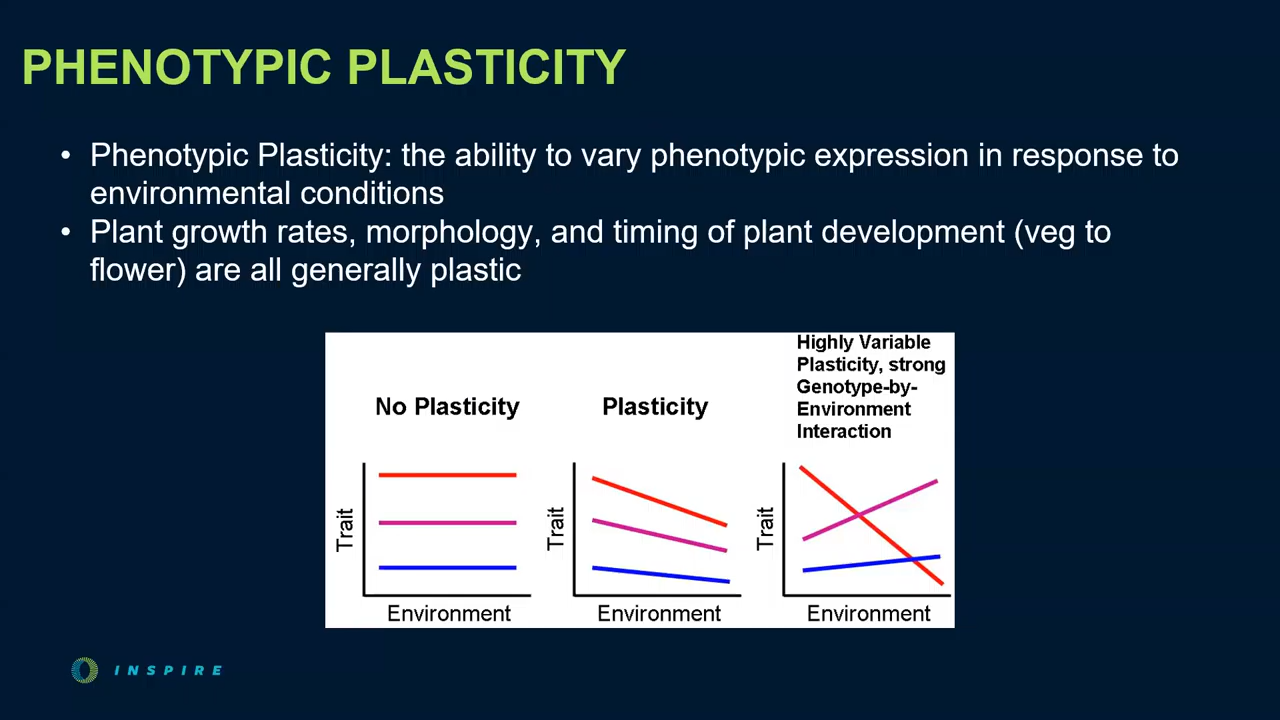 PHENOTYPIC PLASTICITY
• Phenotypic Plasticity: the ability to vary phenotypic expression in response to
environmental conditions
• Plant growth rates, morphology, and timing of plant development (veg to
flower) are all generally plastic
No Plasticity
Plasticity
Highly Variable
Plasticity, strong
Genotype-by-
Environment
Interaction
Trait
Trait
Trait
Environment
Environment
Environment
INSPIRE